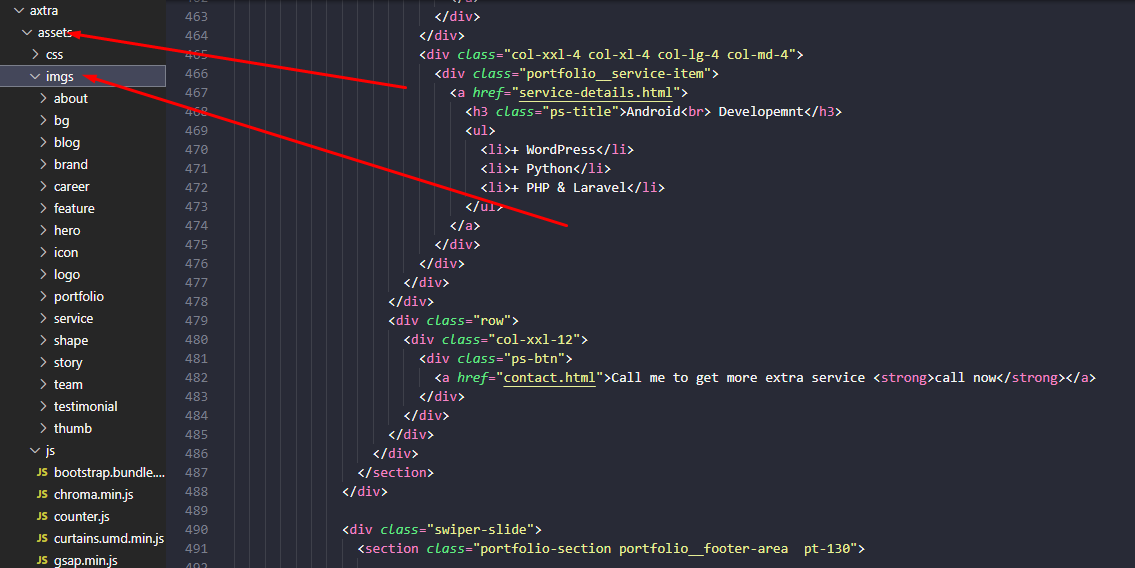 axtra
assets
css
imgs
about
bg
blog
brand
career
feature
hero
icon
logo
portfolio
service
shape
story
team
testimonial
thumb
js
JS bootstrap.bundle....
JS chroma.min.js
JS counter.js
JS curtains.umd.min.js
JS gsap.min.js
463 </div>
464 </div>
465 <div class="col-xxl-4 col-xl-4 col-lg-4 col-md-4">
466 <div class="portfolio__service-item">
467 <a href="service-details.html">
468 <h3 class="ps-title">Android<br> Developemnt</h3>
469 <ul>
470 <li>+ WordPress</li>
471 <li>+ Python</li>
472 <li>+ PHP & Laravel</li>
473 </ul>
474 </a>
475 </div>
476 </div>
477 </div>
478 </div>
479 <div class="row">
480 <div class="col-xxl-12">
481 <div class="ps-btn">
482 <a href="contact.html">Call me to get more extra service <strong>call now</strong></a>
483 </div>
484 </div>
485 </div>
486 </div>
487 </section>
488 </div>
489
490 <div class="swiper-slide">
491 <section class="portfolio-section portfolio__footer-area  pt-130">